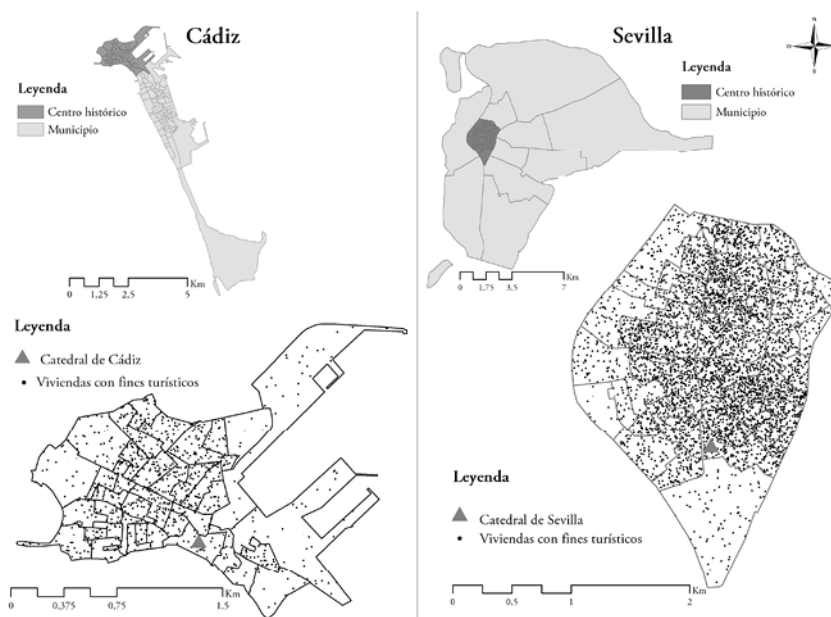 Cádiz
Leyenda
Centro histórico
Municipio
Km
0 1,25 2,5 5
Leyenda
Catedral de Cádiz
Viviendas con fines turísticos
Km
0 0,375 0,75 1,5
Sevilla
N
W E
S
Leyenda
Centro histórico
Municipio
Km
0 1,75 3,5 7
Leyenda
Catedral de Sevilla
Viviendas con fines turísticos
Km
0 0,5 1 2